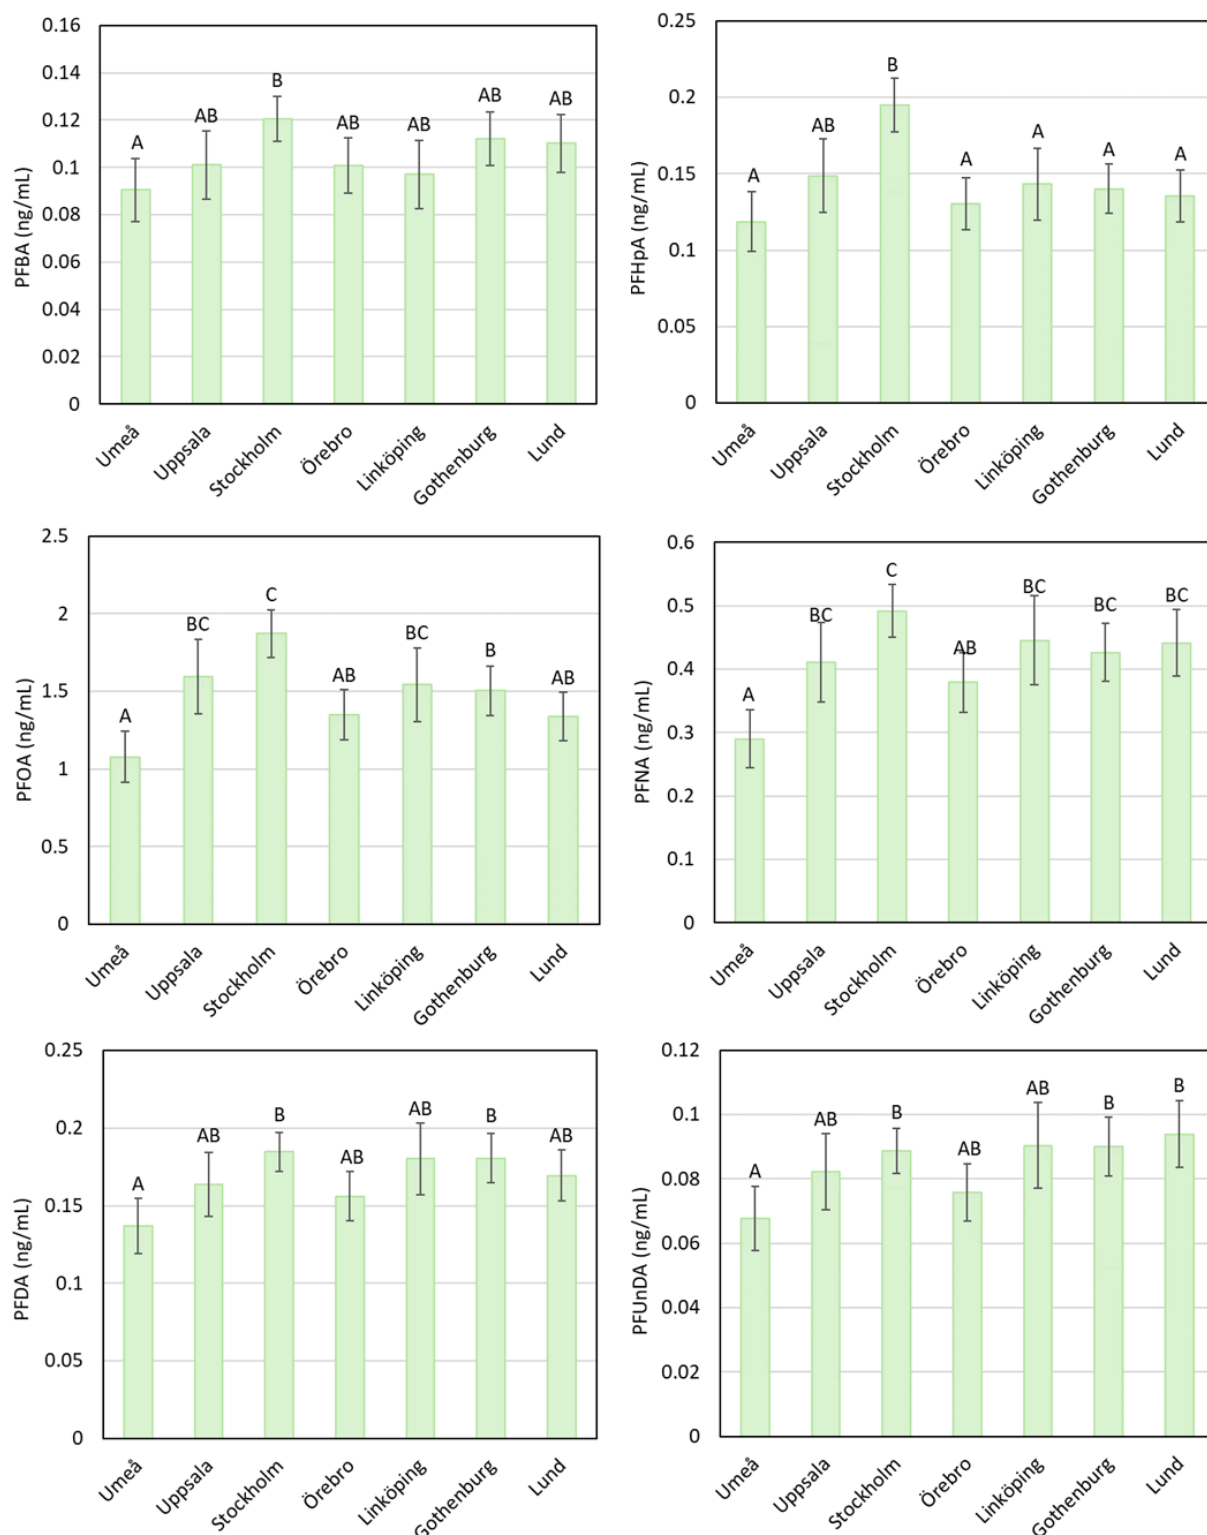 0.16
0.14
0.12
0.1
0.08
0.06
0.04
0.02
0
PFBA (ng/mL)
A
AB
B
AB
AB
AB
AB
Umeå
Uppsala
Stockholm
Örebro
Linköping
Gothenburg
Lund
0.25
0.2
0.15
0.1
0.05
0
PFHpA (ng/mL)
A
AB
B
A
A
A
A
Umeå
Uppsala
Stockholm
Örebro
Linköping
Gothenburg
Lund
2.5
2
1.5
1
0.5
0
PFOA (ng/mL)
A
BC
C
AB
BC
B
AB
Umeå
Uppsala
Stockholm
Örebro
Linköping
Gothenburg
Lund
0.6
0.5
0.4
0.3
0.2
0.1
0
PFNA (ng/mL)
A
BC
C
AB
BC
BC
BC
Umeå
Uppsala
Stockholm
Örebro
Linköping
Gothenburg
Lund
0.25
0.2
0.15
0.1
0.05
0
PFDA (ng/mL)
A
AB
B
AB
AB
B
AB
Umeå
Uppsala
Stockholm
Örebro
Linköping
Gothenburg
Lund
0.12
0.1
0.08
0.06
0.04
0.02
0
PFUnDA (ng/mL)
A
AB
B
AB
AB
B
B
Umeå
Uppsala
Stockholm
Örebro
Linköping
Gothenburg
Lund